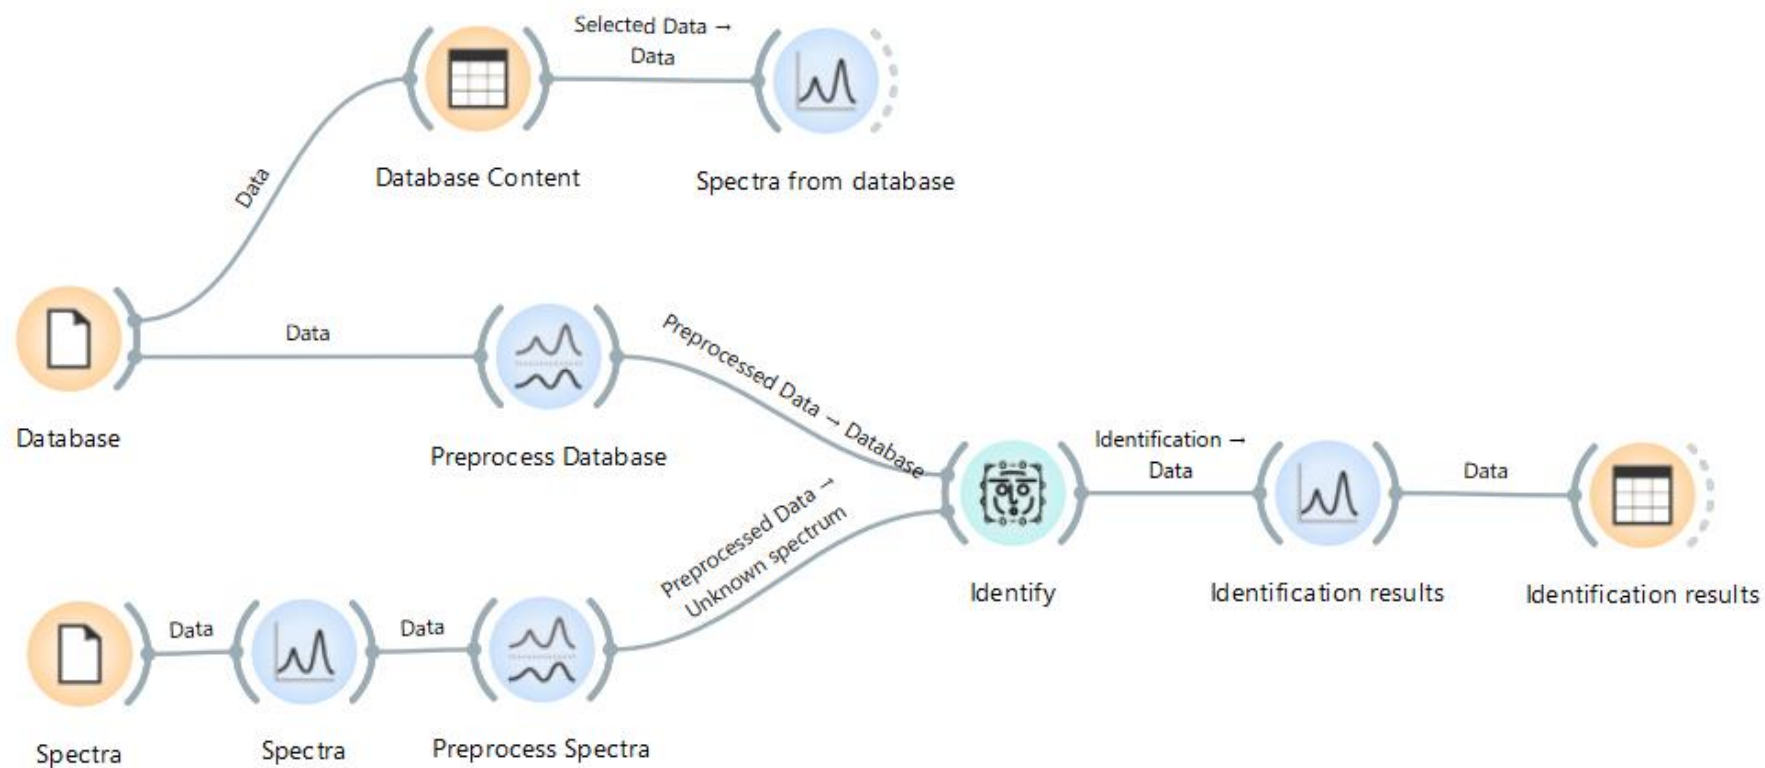 Selected Data →
Data
Data
Database Content
Spectra from database
Data
Database
Preprocess Database
Preprocessed Data → Database
Preprocessed Data →
Unknown spectrum
Identification →
Data
Data
Identify
Identification results
Identification results
Data
Data
Spectra
Spectra
Preprocess Spectra